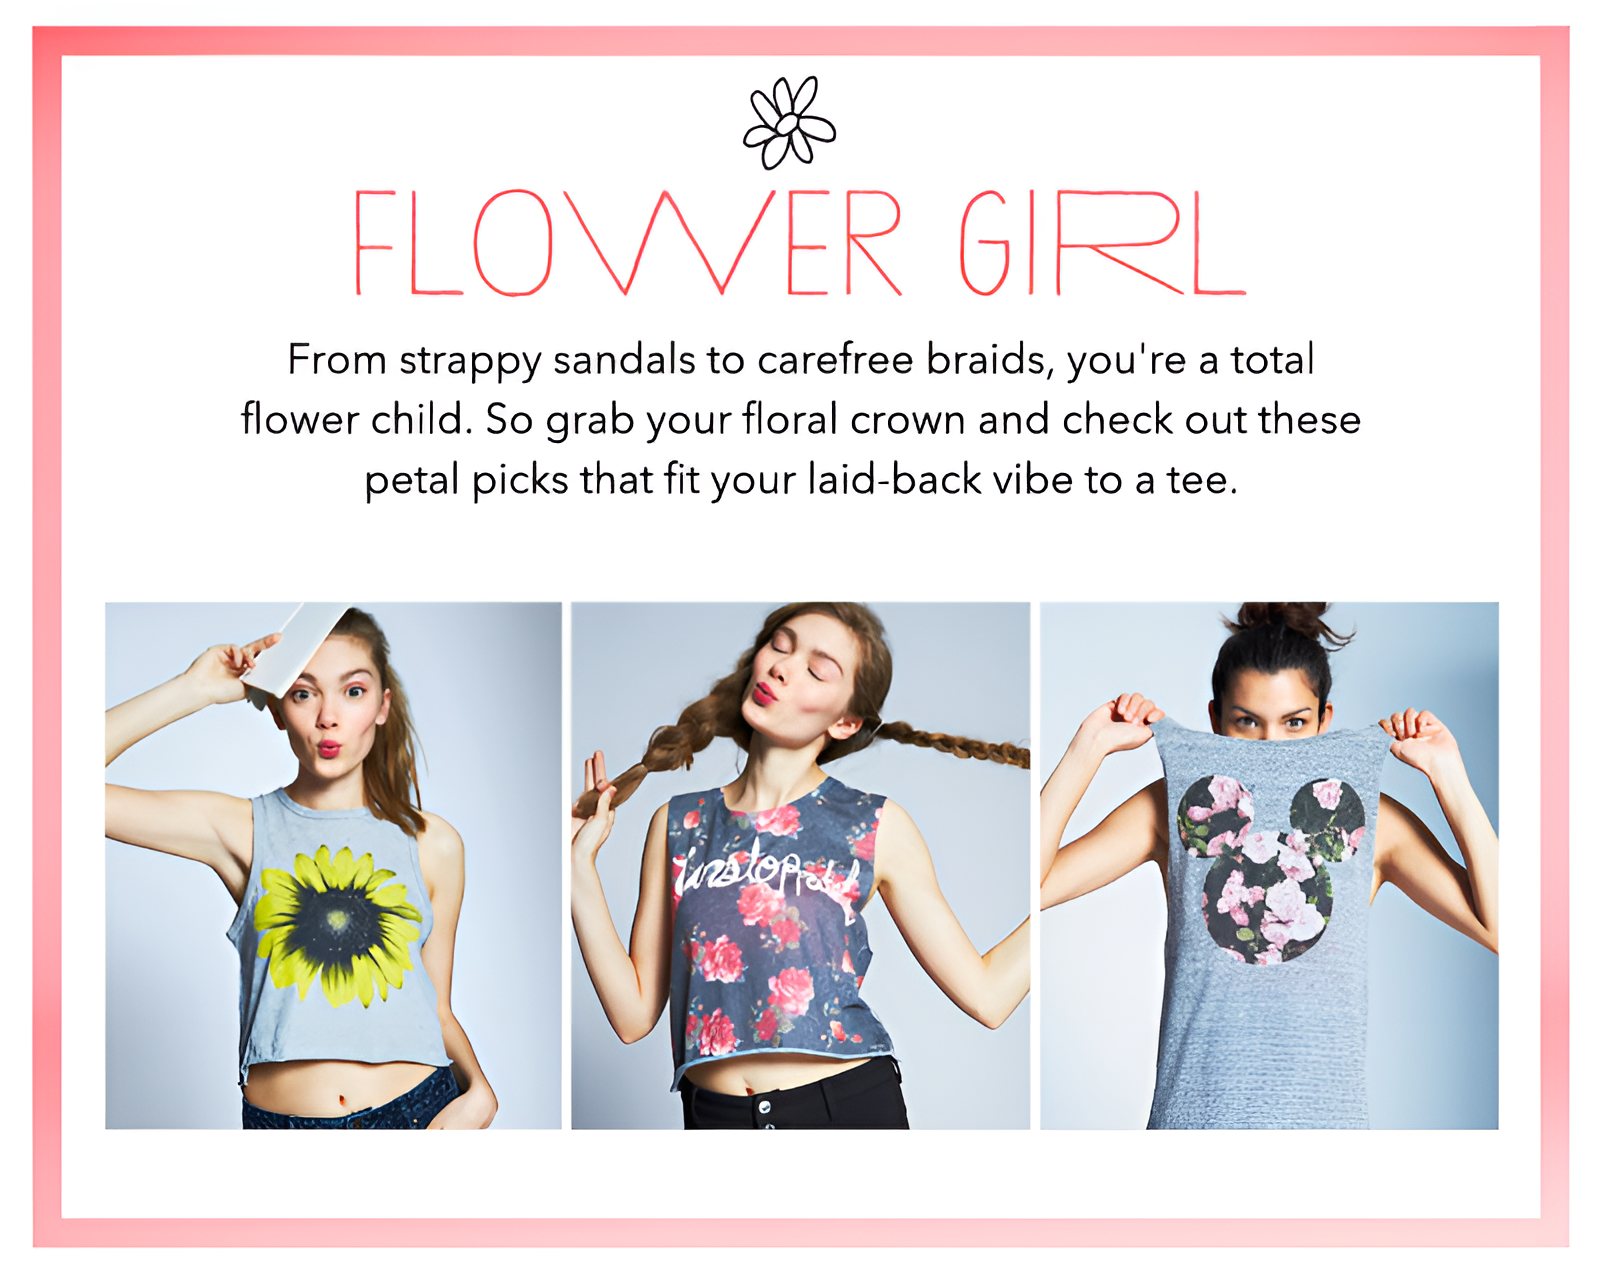 FLOWER GIRL
From strappy sandals to carefree braids, you're a total
flower child. So grab your floral crown and check out these
petal picks that fit your laid-back vibe to a tee.